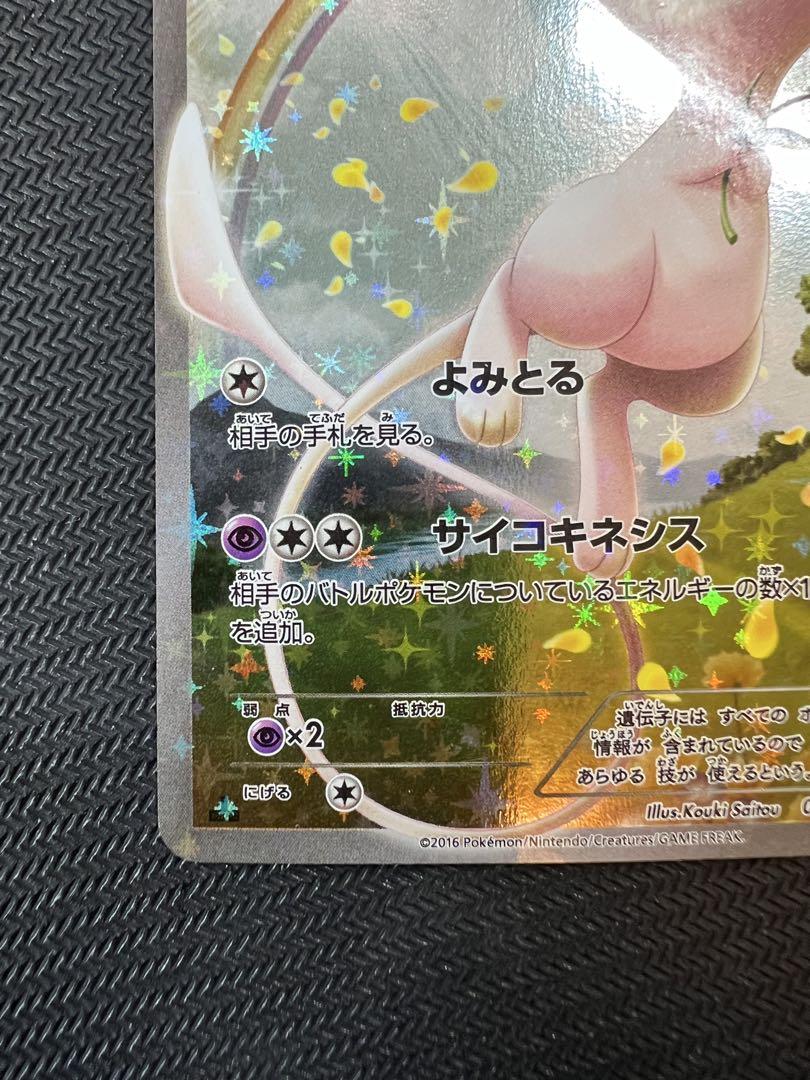 よみとる
相手の手札を見る。
サイコキネシス
相手のバトルポケモンについているエネルギーの数×1
を追加。
弱点 抵抗力
×2
遺伝子には すべての ポ
情報が 含まれているので
あらゆる 技が 使えるという。
にげる
Illus.Kouki Saitou
©2016 Pokémon/Nintendo/Creatures/GAME FREAK.